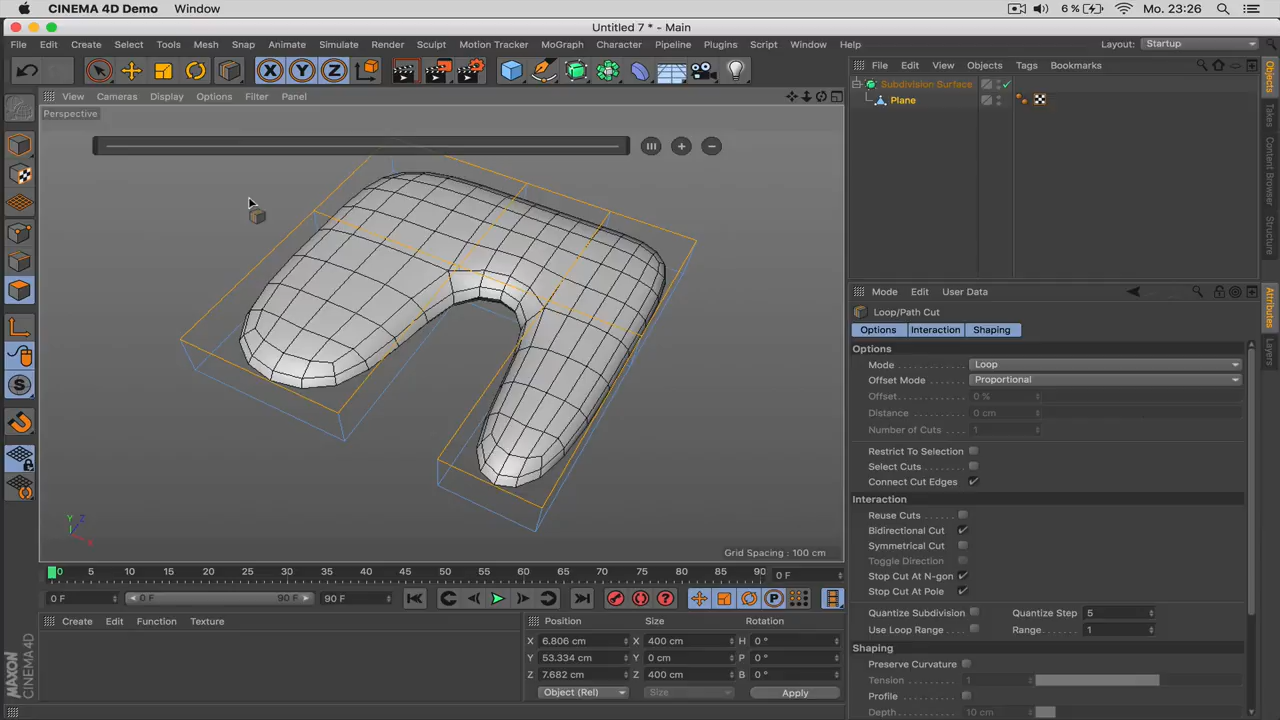 CINEMA 4D Demo Window 6 % Mo. 23:26
Untitled 7 * - Main
File Edit Create Select Tools Mesh Snap Animate Simulate Render Sculpt Motion Tracker MoGraph Character Pipeline Plugins Script Window Help Layout: Startup
X Y Z
File Edit View Objects Tags Bookmarks
Subdivision Surface
Plane
Objects
Takes
Content Browser
Structure
View Cameras Display Options Filter Panel
Perspective
Y Z
X
Grid Spacing : 100 cm
Mode Edit User Data
Attributes
Layers
Loop/Path Cut
Options Interaction Shaping
Options
Mode Loop
Offset Mode Proportional
Offset 0 %
Distance 0 cm
Number of Cuts 1
Restrict To Selection
Select Cuts
Connect Cut Edges
Interaction
Reuse Cuts
Bidirectional Cut
Symmetrical Cut
Toggle Direction
Stop Cut At N-gon
Stop Cut At Pole
Quantize Subdivision Quantize Step 5
Use Loop Range Range 1
Shaping
Preserve Curvature
Tension 1
Profile
Depth 10 cm
0 5 10 15 20 25 30 35 40 45 50 55 60 65 70 75 80 85 90 0 F
0 F 0 F 90 F 90 F
P
Create Edit Function Texture
Position Size Rotation
X 6.806 cm X 400 cm H 0 °
Y 53.334 cm Y 0 cm P 0 °
Z 7.682 cm Z 400 cm B 0 °
Object (Rel) Size Apply
S
MAXON
CINEMA 4D